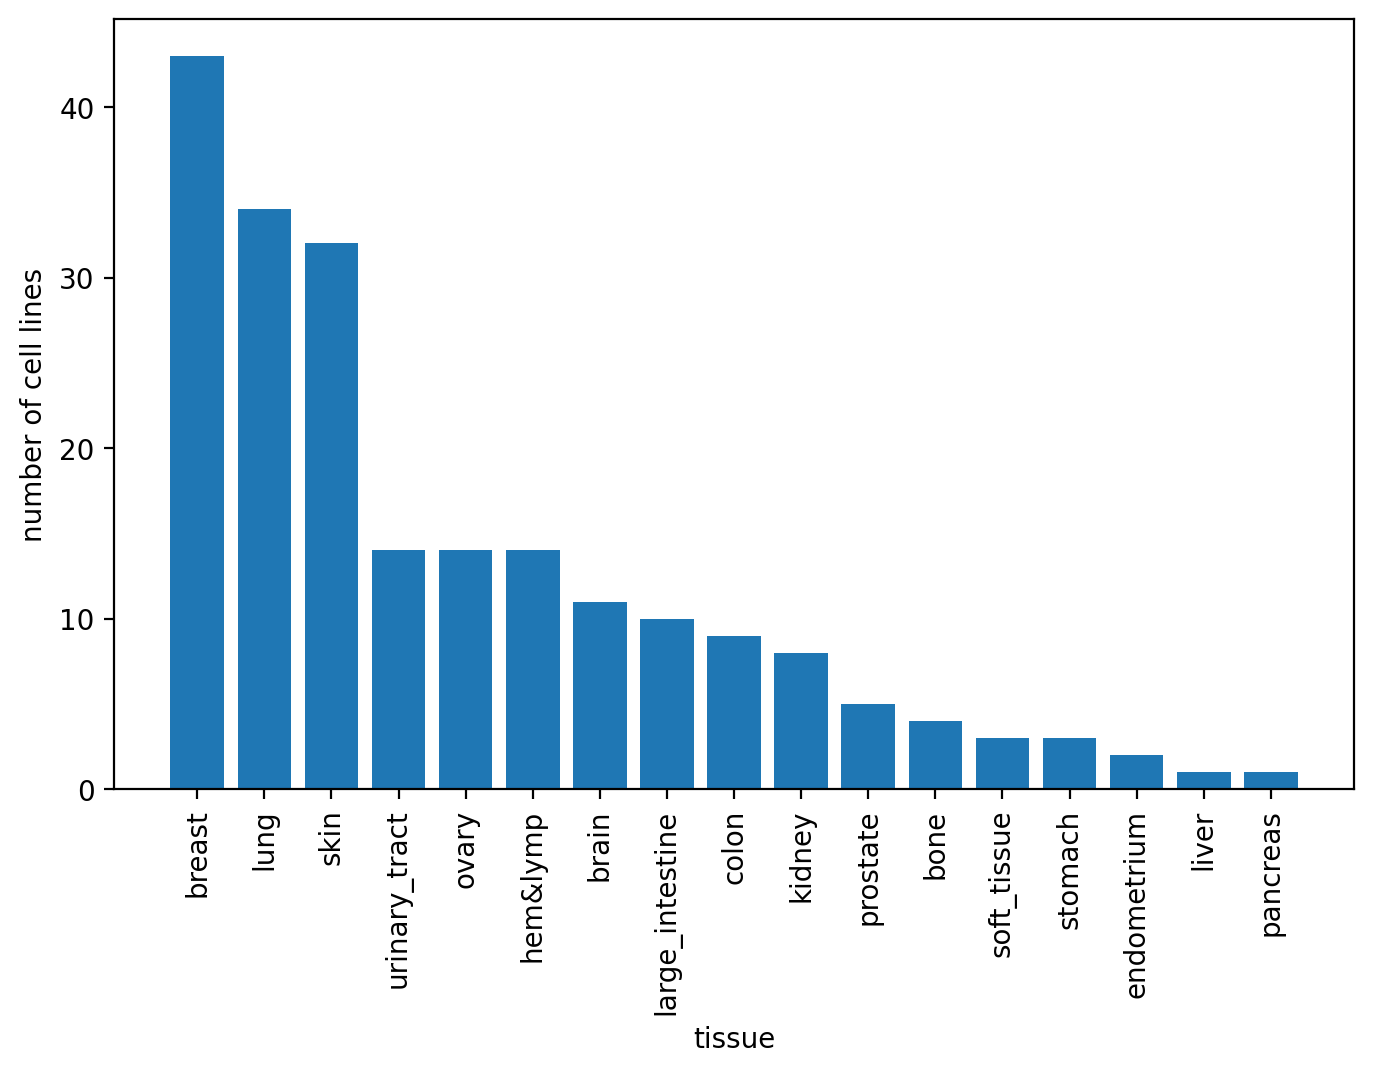 number of cell lines
40
30
20
10
0
breast
lung
skin
urinary_tract
ovary
hem&lymp
brain
large_intestine
colon
kidney
prostate
bone
soft_tissue
stomach
endometrium
liver
pancreas
tissue